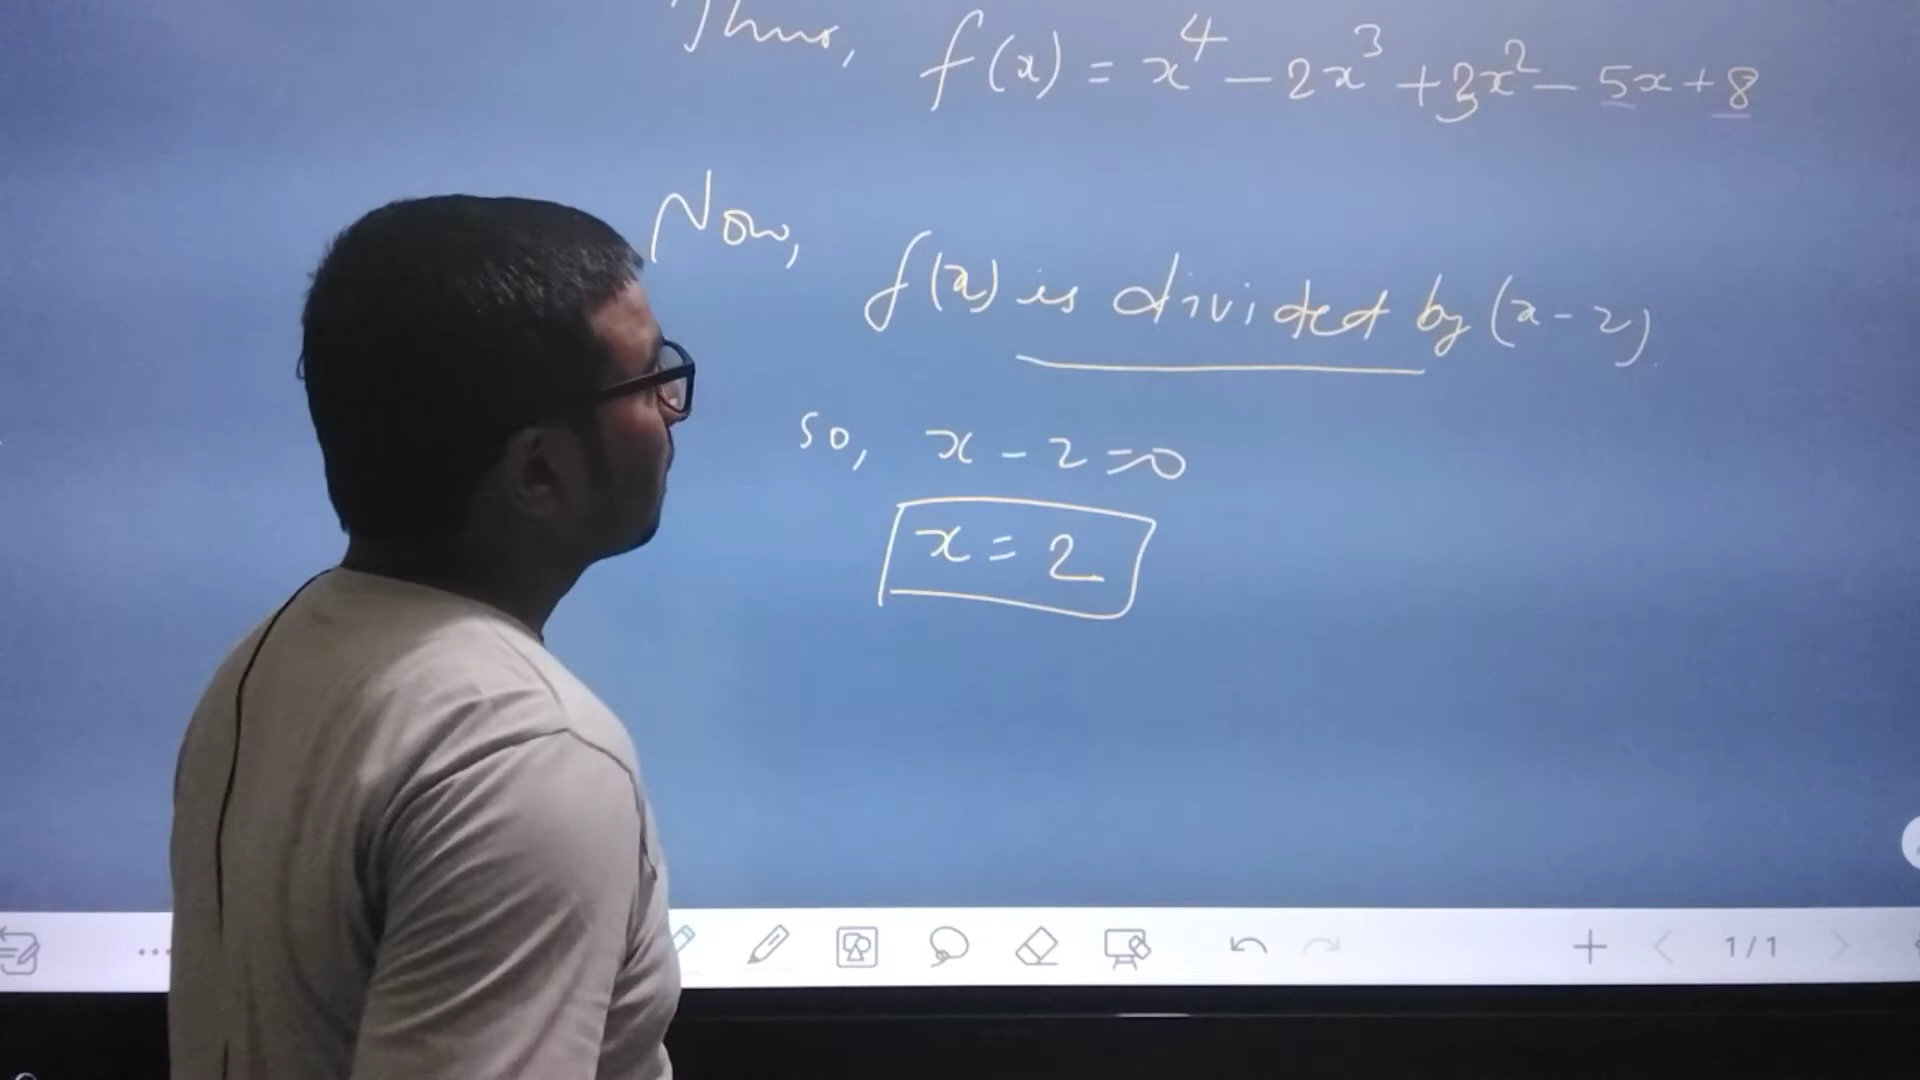 Thus, f(x) = x⁴ - 2x³ + 3x² - 5x + 8
Now,
f(x) is divided by (x-2)
so, x - 2 = 0
x = 2
1/1